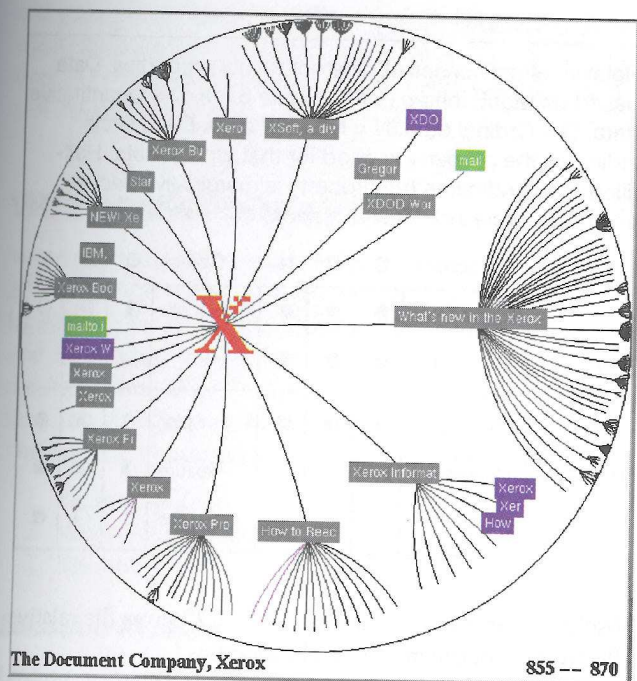 XDO
Xero
XSoft, a div
Xerox Bu
mail
Gregor
Star
XDOD Wor
NEW! Xe
IBM,
Xerox Boo
X
What's new in the Xerox
mailto:i
Xerox W
Xerox
Xerox
Xerox Fi
Xerox Informat
Xerox
Xerox
Xer
How
Xerox Pro
How to Reec
The Document Company, Xerox
855 -- 870